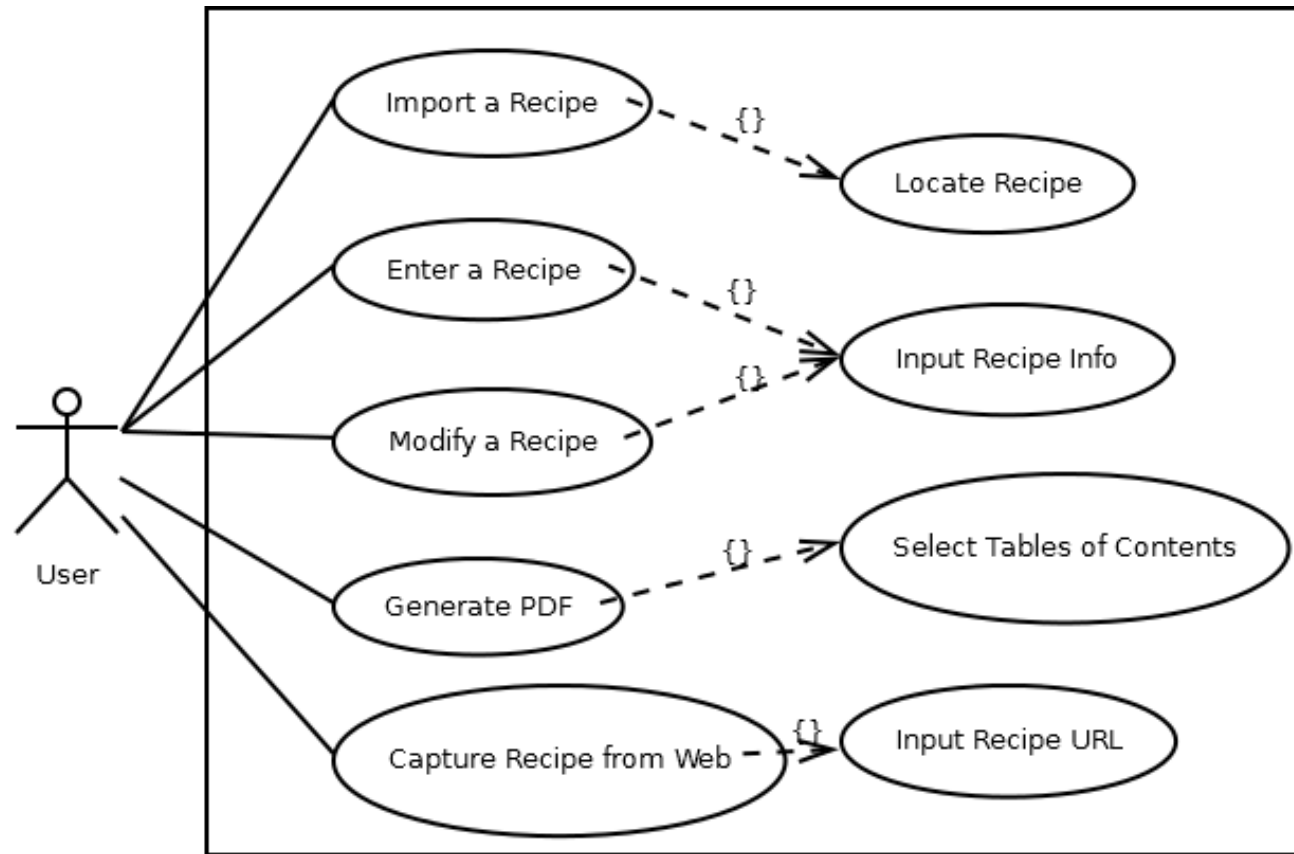 Import a Recipe
{}
Locate Recipe
Enter a Recipe
{}
Input Recipe Info
{}
Modify a Recipe
User
Generate PDF
{}
Select Tables of Contents
Capture Recipe from Web
{}
Input Recipe URL